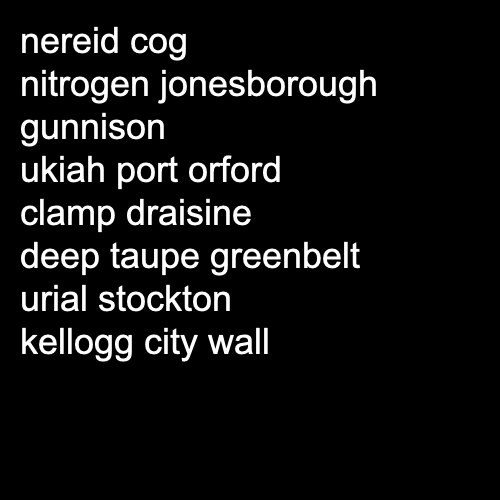 nereid cog
nitrogen jonesborough
gunnison
ukiah port orford
clamp draisine
deep taupe greenbelt
urial stockton
kellogg city wall